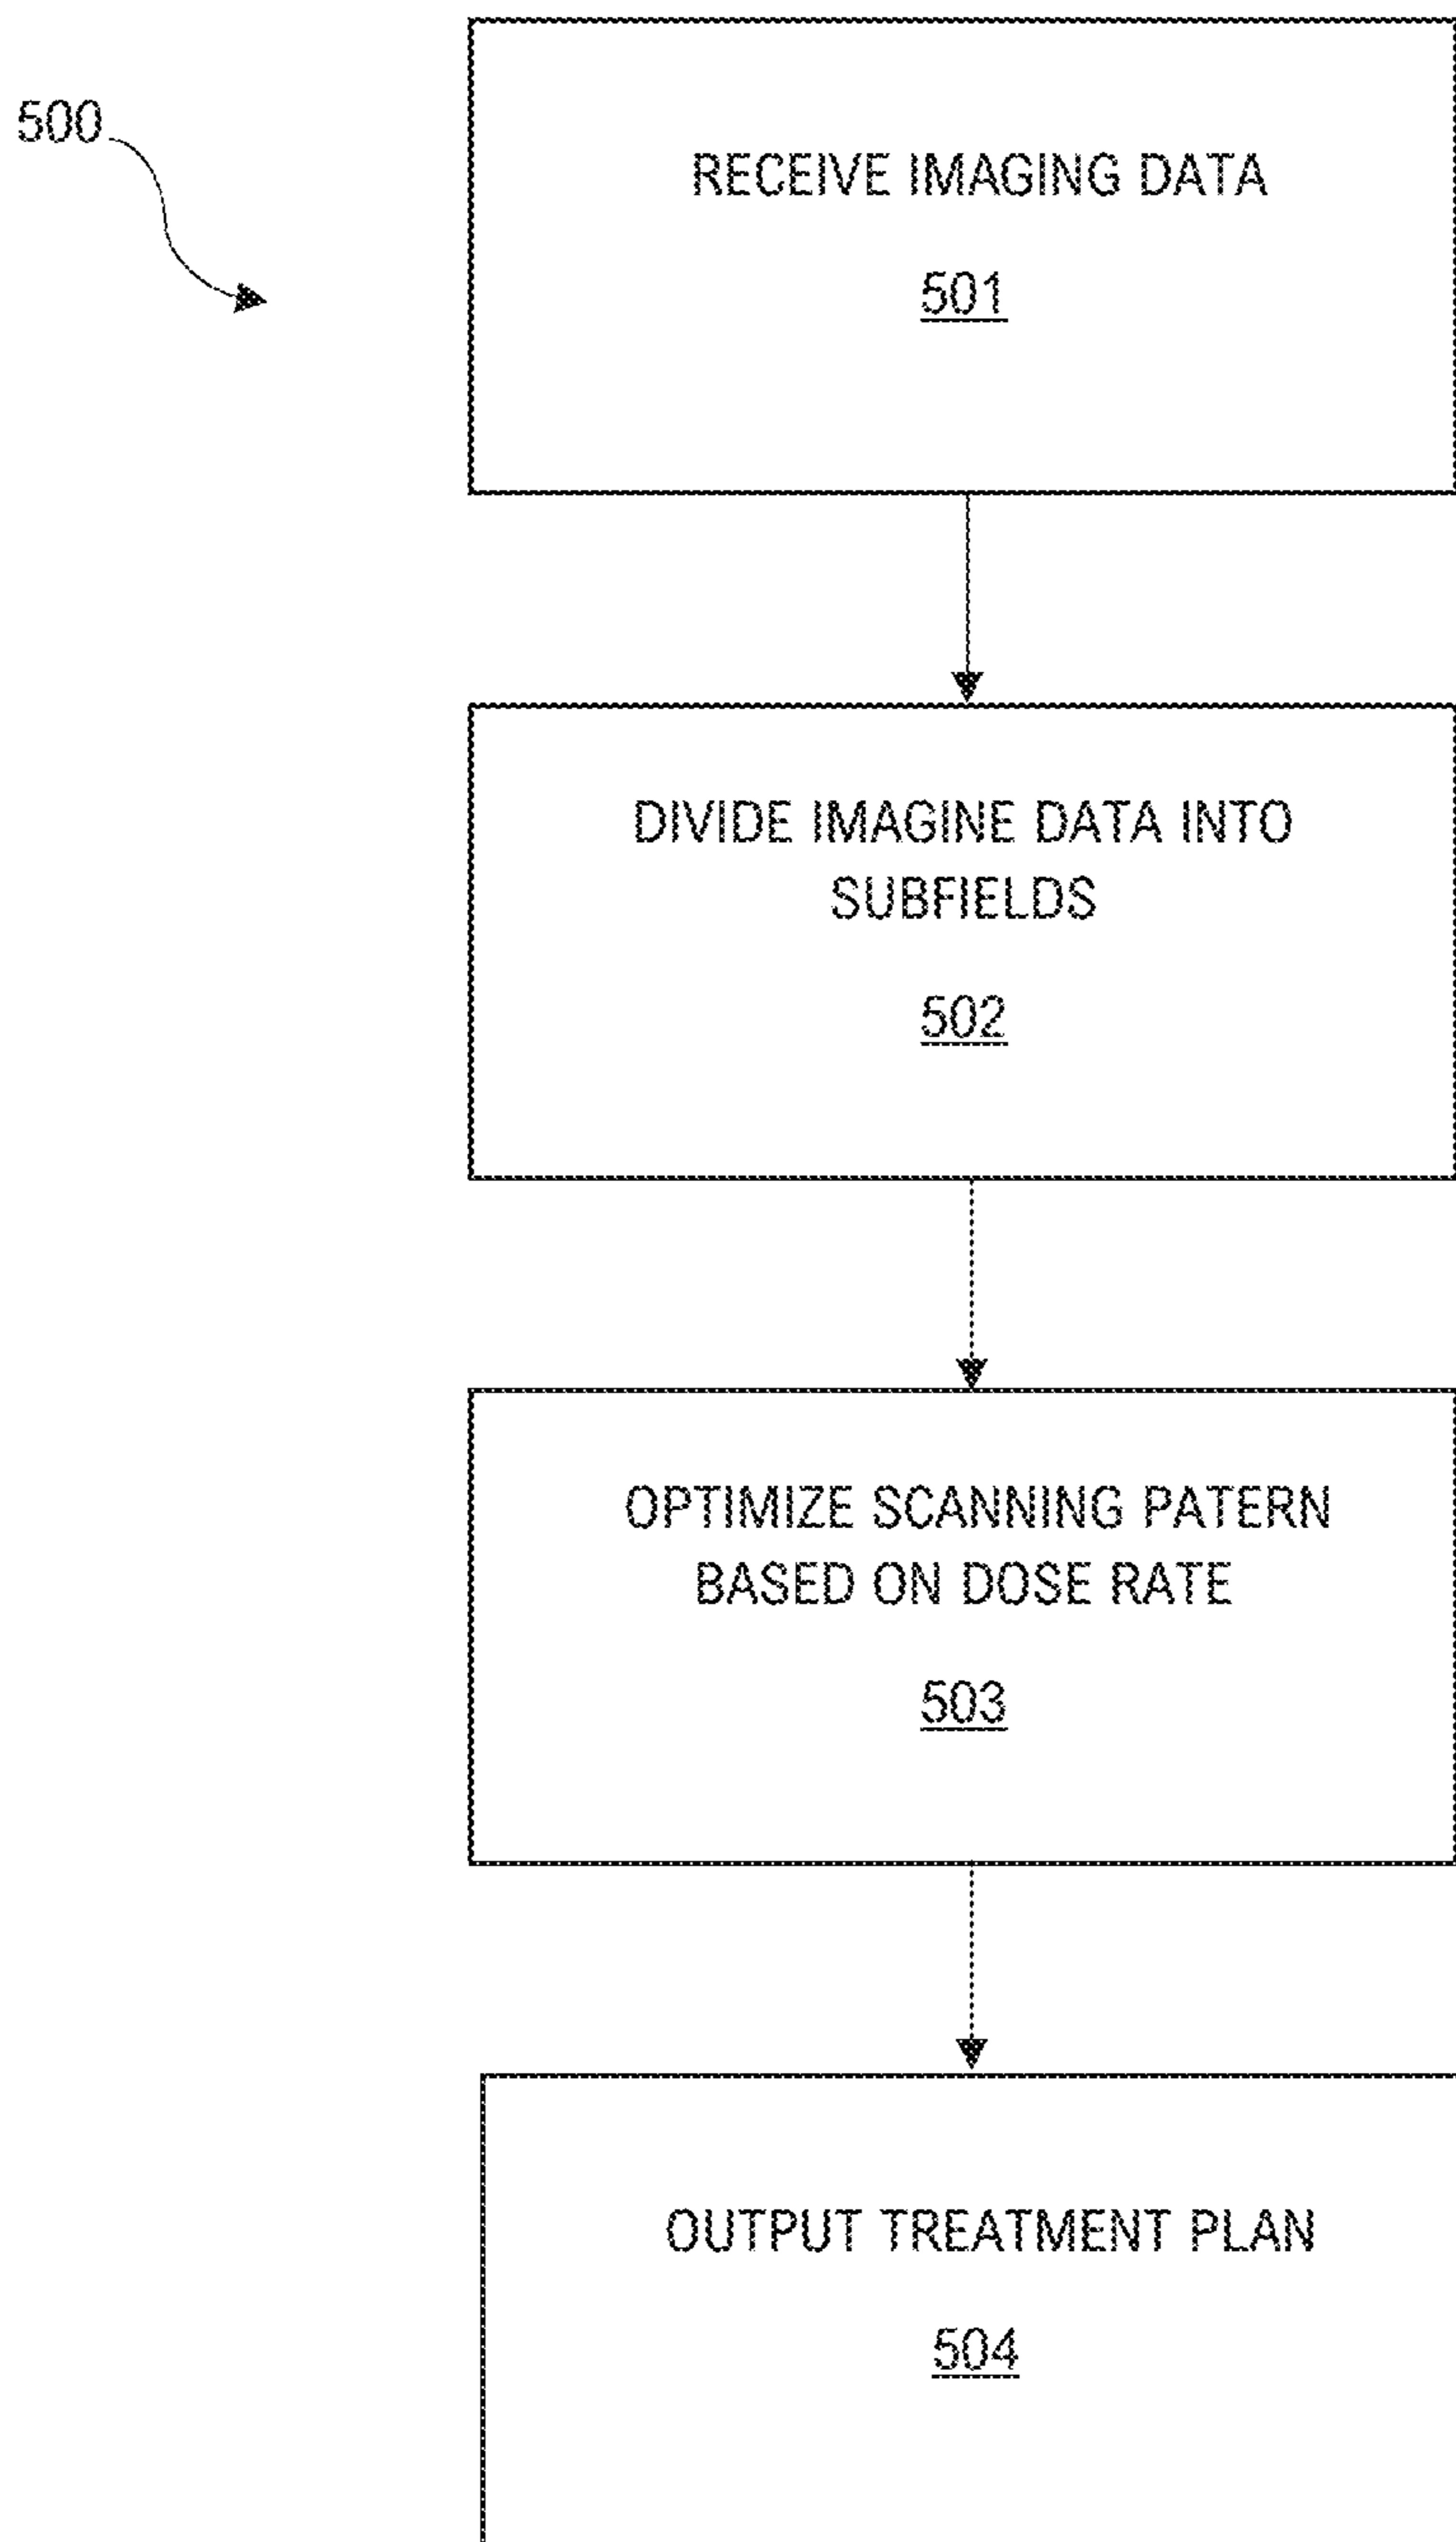 500
RECEIVE IMAGING DATA
501
DIVIDE IMAGINE DATA INTO
SUBFIELDS
502
OPTIMIZE SCANNING PATERN
BASED ON DOSE RATE
503
OUTPUT TREATMENT PLAN
504